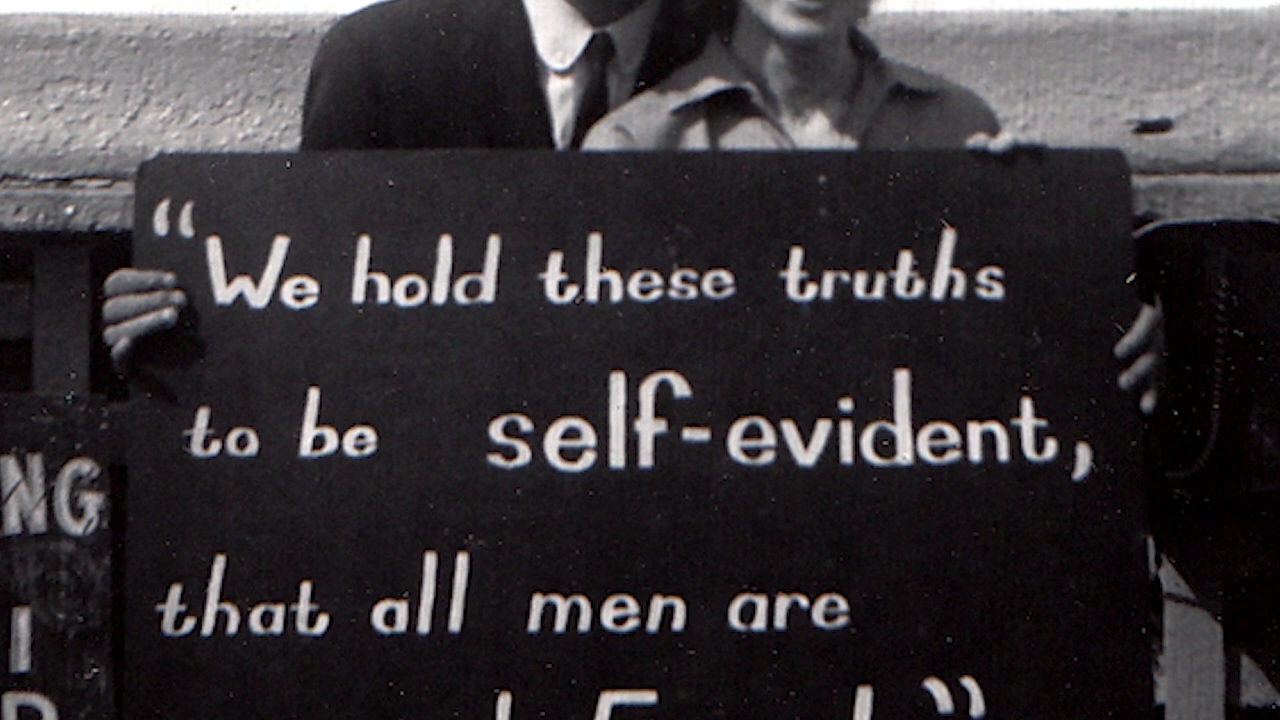 “We hold these truths
to be self-evident,
that all men are
NG
I